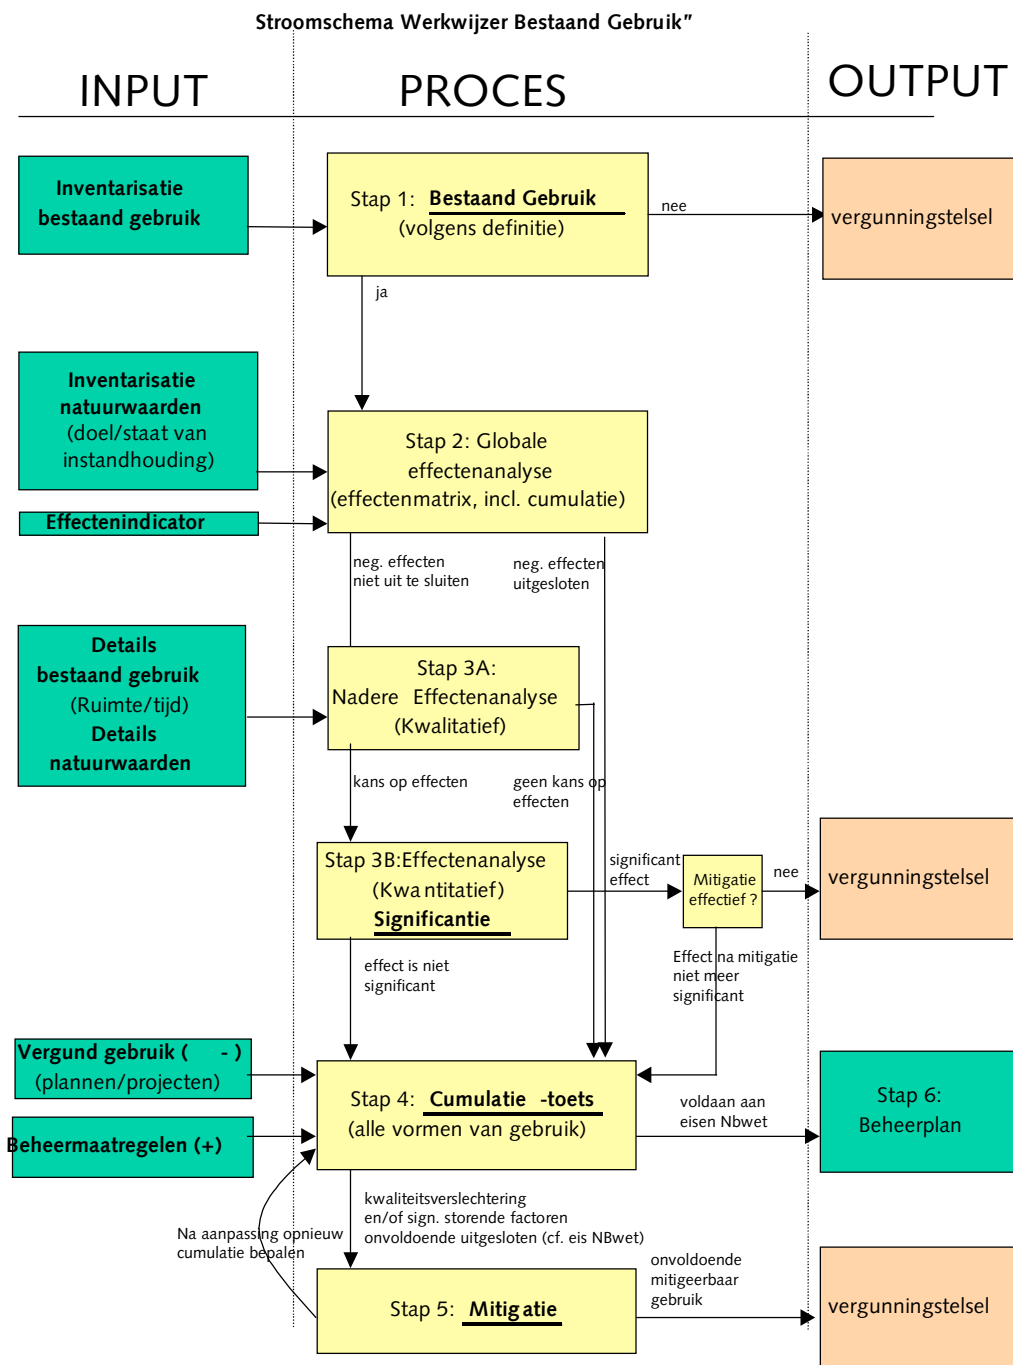 Stroomschema Werkwijzer Bestaand Gebruik"
INPUT
PROCES
OUTPUT
Inventarisatie
bestaand gebruik
Stap 1: Bestaand Gebruik
(volgens definitie)
nee
vergunningstelsel
ja
Inventarisatie
natuurwaarden
(doel/staat van
instandhouding)
Effectenindicator
Stap 2: Globale
effectenanalyse
(effectenmatrix, incl. cumulatie)
neg. effecten
niet uit te sluiten
neg. effecten
uitgesloten
Details
bestaand gebruik
(Ruimte/tijd)
Details
natuurwaarden
Stap 3A:
Nadere Effectenanalyse
(Kwalitatief)
kans op effecten
geen kans op
effecten
Stap 3B:Effectenanalyse
(Kwantitatief)
Significantie
significant
effect
Mitigatie
effectief ?
nee
vergunningstelsel
effect is niet
significant
Effect na mitigatie
niet meer
significant
Vergund gebruik ( - )
(plannen/projecten)
Beheermaatregelen (+)
Stap 4: Cumulatie -toets
(alle vormen van gebruik)
voldaan aan
eisen Nbwet
Stap 6:
Beheerplan
kwaliteitsverslechtering
en/of sign. storende factoren
onvoldoende uitgesloten (cf. eis NBwet)
Na aanpassing opnieuw
cumulatie bepalen
Stap 5: Mitigatie
onvoldoende
mitigeerbaar
gebruik
vergunningstelsel